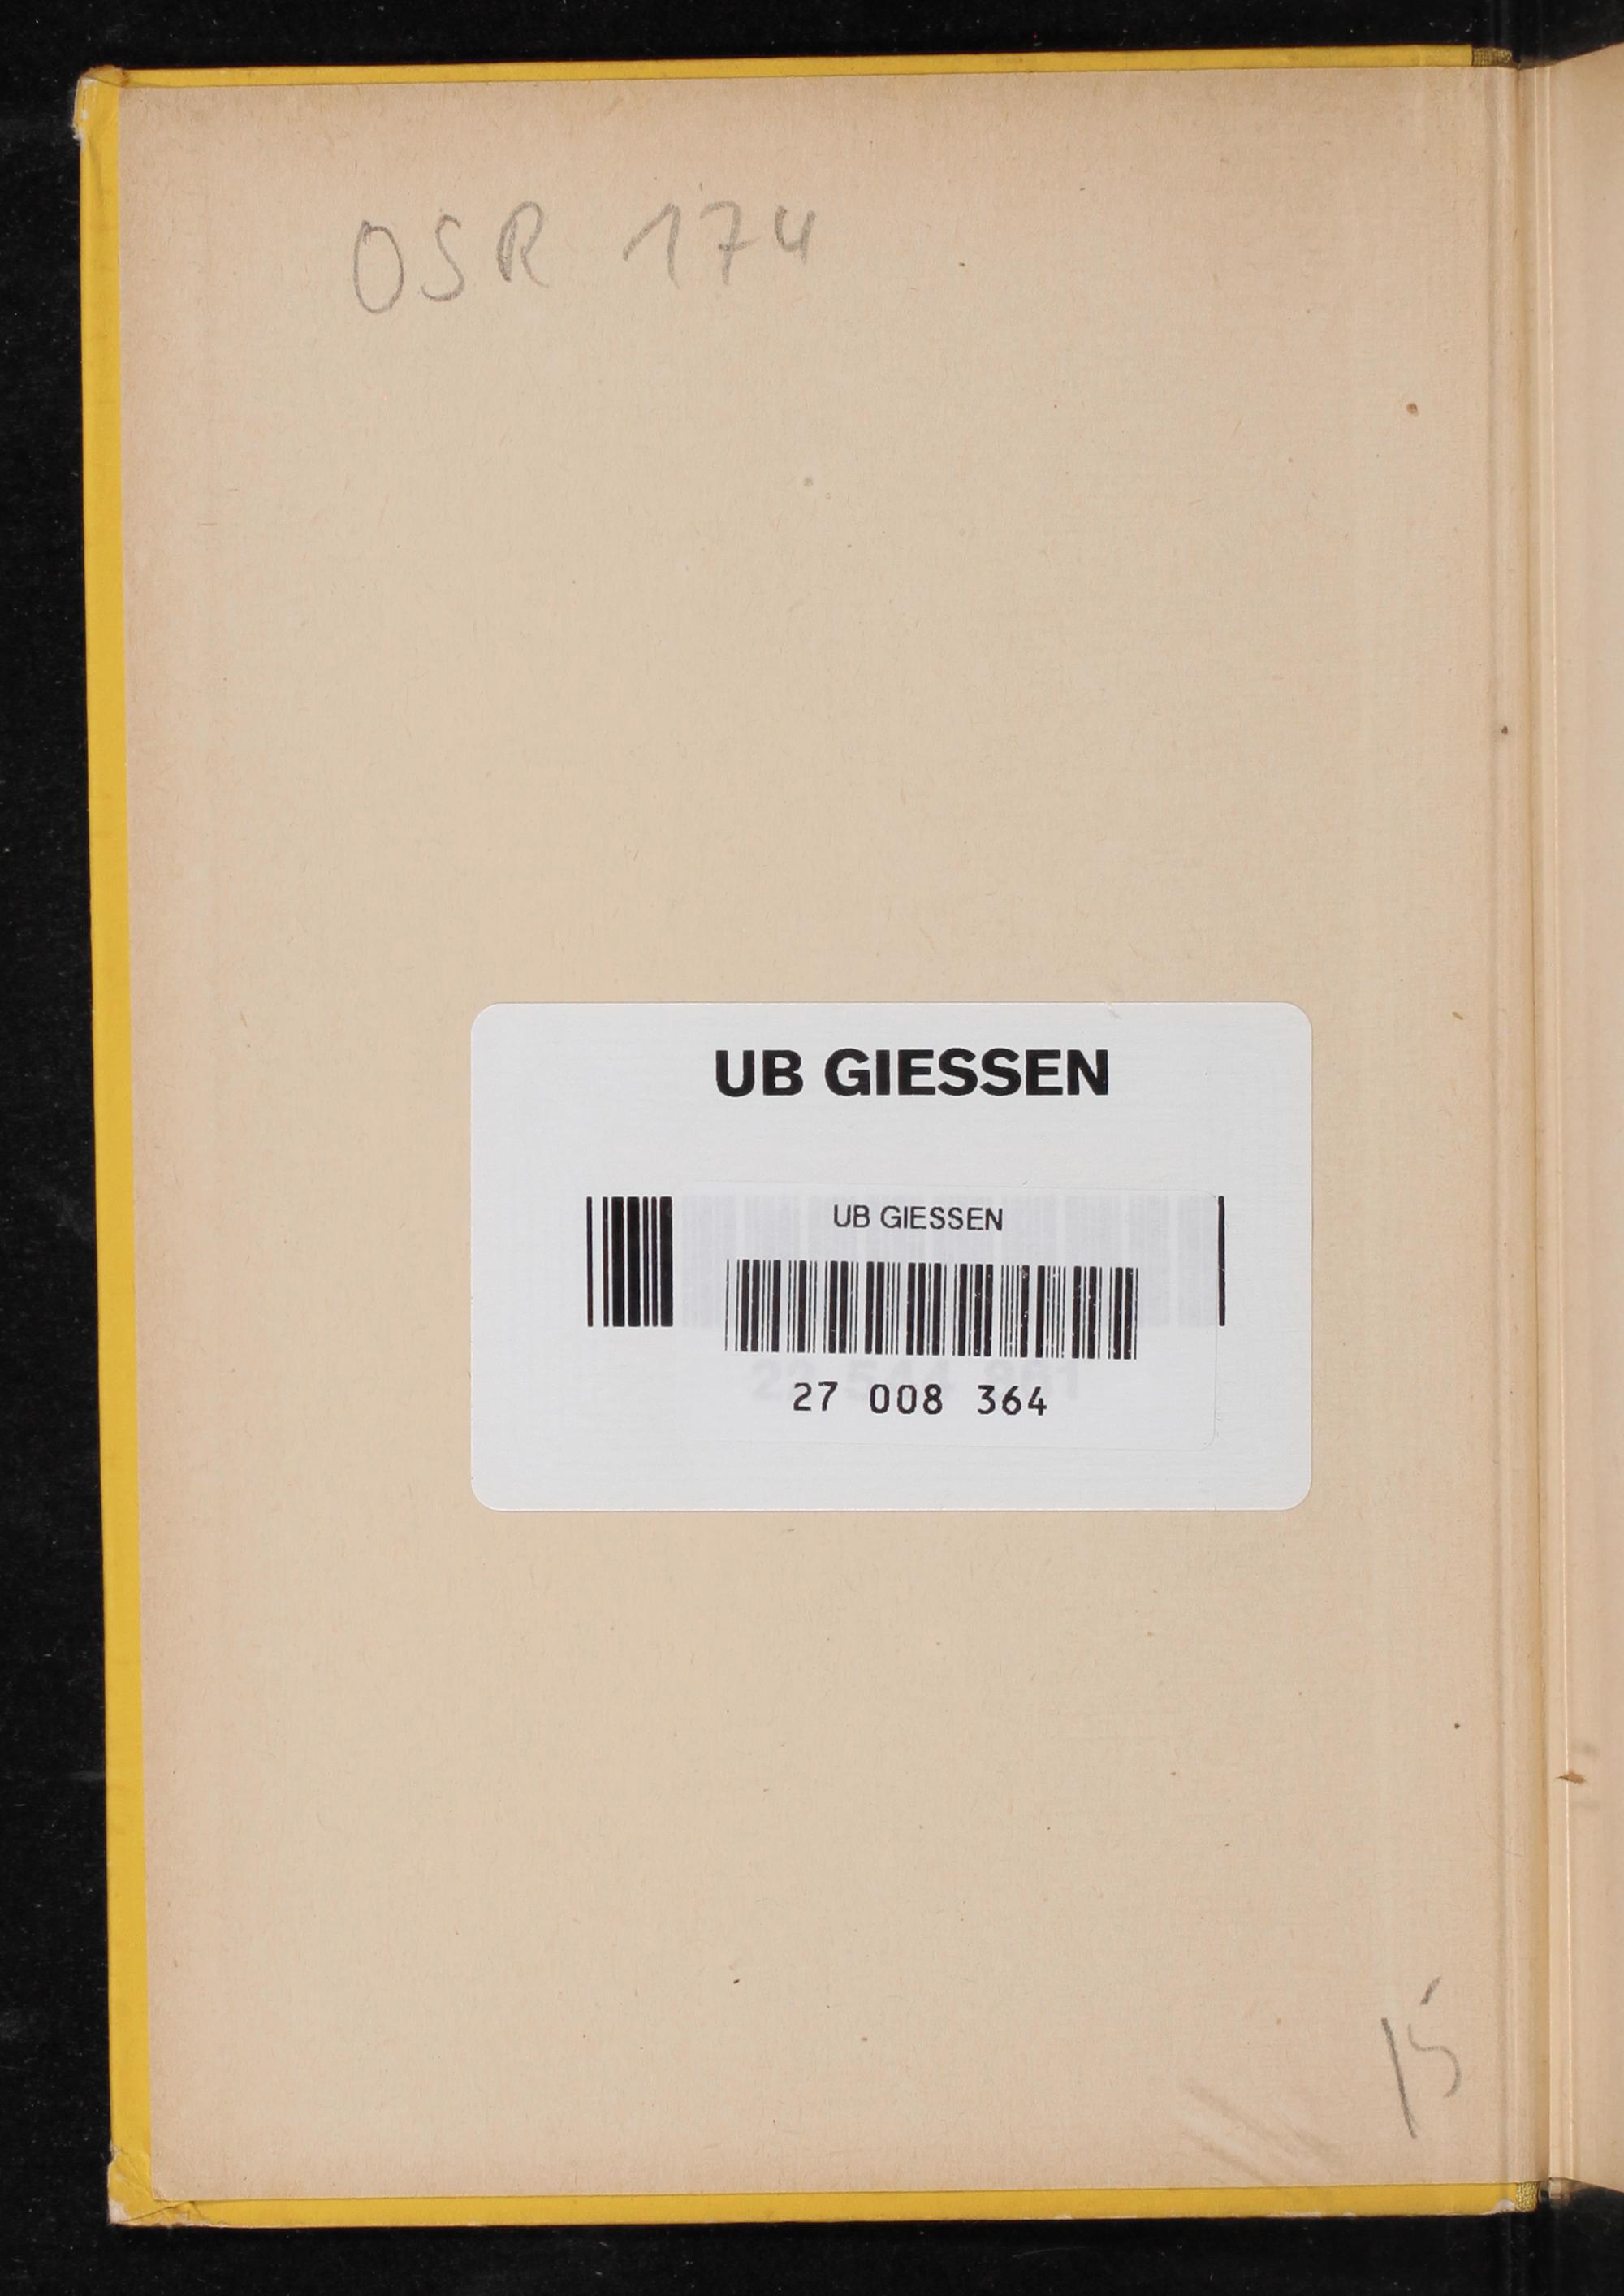 OSR 174
UB GIESSEN
UB GIESSEN
27 008 364
15